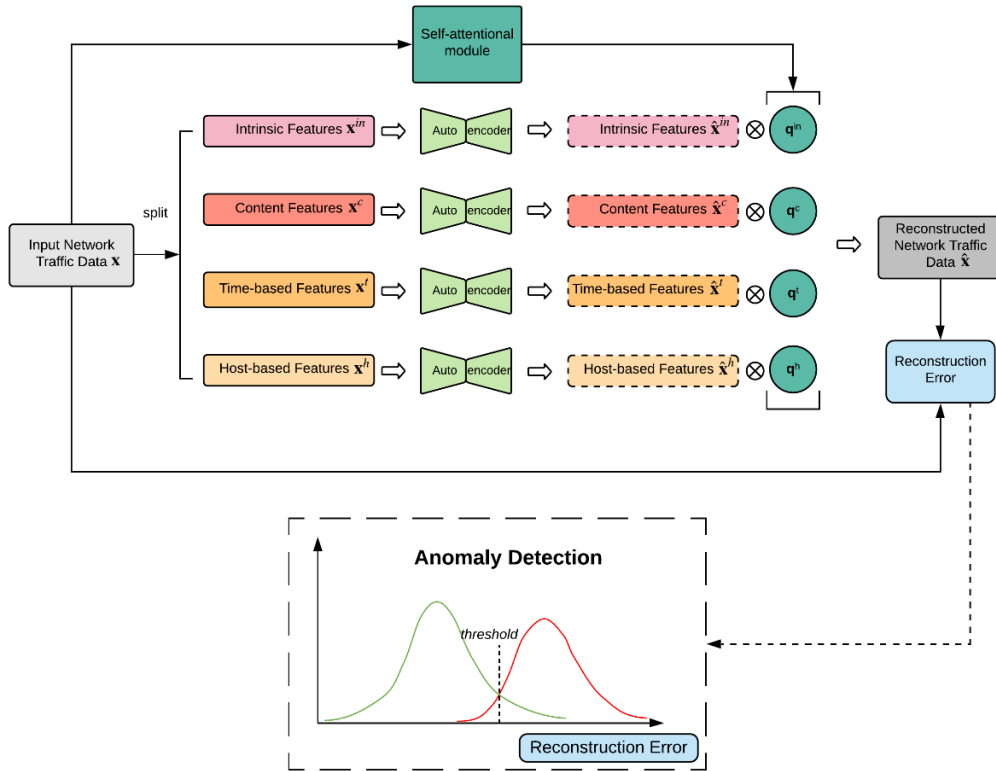 Self-attentional
module
Intrinsic Features x^in
Auto encoder
Intrinsic Features x̂^in
⊗
q^in
split
Content Features x^c
Auto encoder
Content Features x̂^c
⊗
q^c
Input Network
Traffic Data x
Reconstructed
Network Traffic
Data x̂
Time-based Features x^t
Auto encoder
Time-based Features x̂^t
⊗
q^t
Host-based Features x^h
Auto encoder
Host-based Features x̂^h
⊗
q^h
Reconstruction
Error
Anomaly Detection
threshold
Reconstruction Error